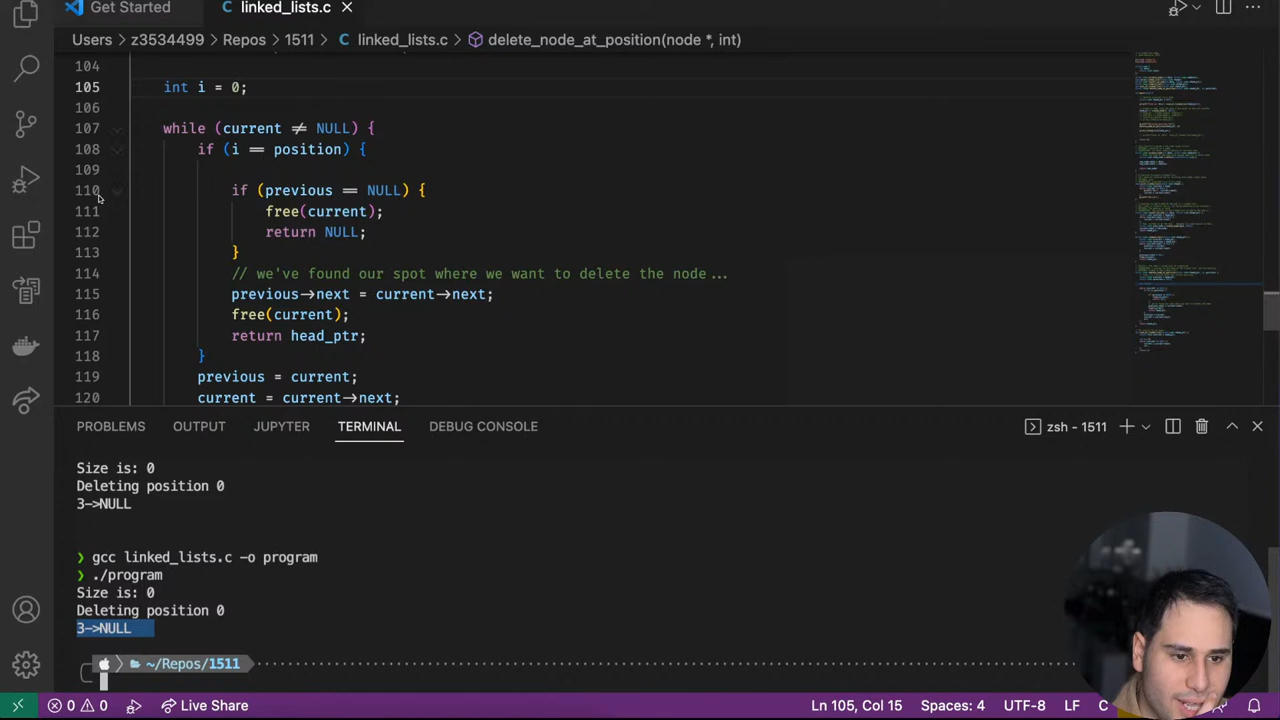 Get Started
linked_lists.c
Users > z3534499 > Repos > 1511 > linked_lists.c > delete_node_at_position(node *, int)
104
105 int i = 0;
106
107 while (current ≠ NULL) {
108 if (i == position) {
109
110 if (previous == NULL) {
111 free(current);
112 return NULL;
113 }
114 // we've found our spot where we want to delete the node ...
115 previous→next = current→next;
116 free(current);
117 return head_ptr;
118 }
119 previous = current;
120 current = current→next;
PROBLEMS OUTPUT JUPYTER TERMINAL DEBUG CONSOLE zsh - 1511
Size is: 0
Deleting position 0
3->NULL
❯ gcc linked_lists.c -o program
❯ ./program
Size is: 0
Deleting position 0
3->NULL
~/Repos/1511
0 0 Live Share Ln 105, Col 15 Spaces: 4 UTF-8 LF C